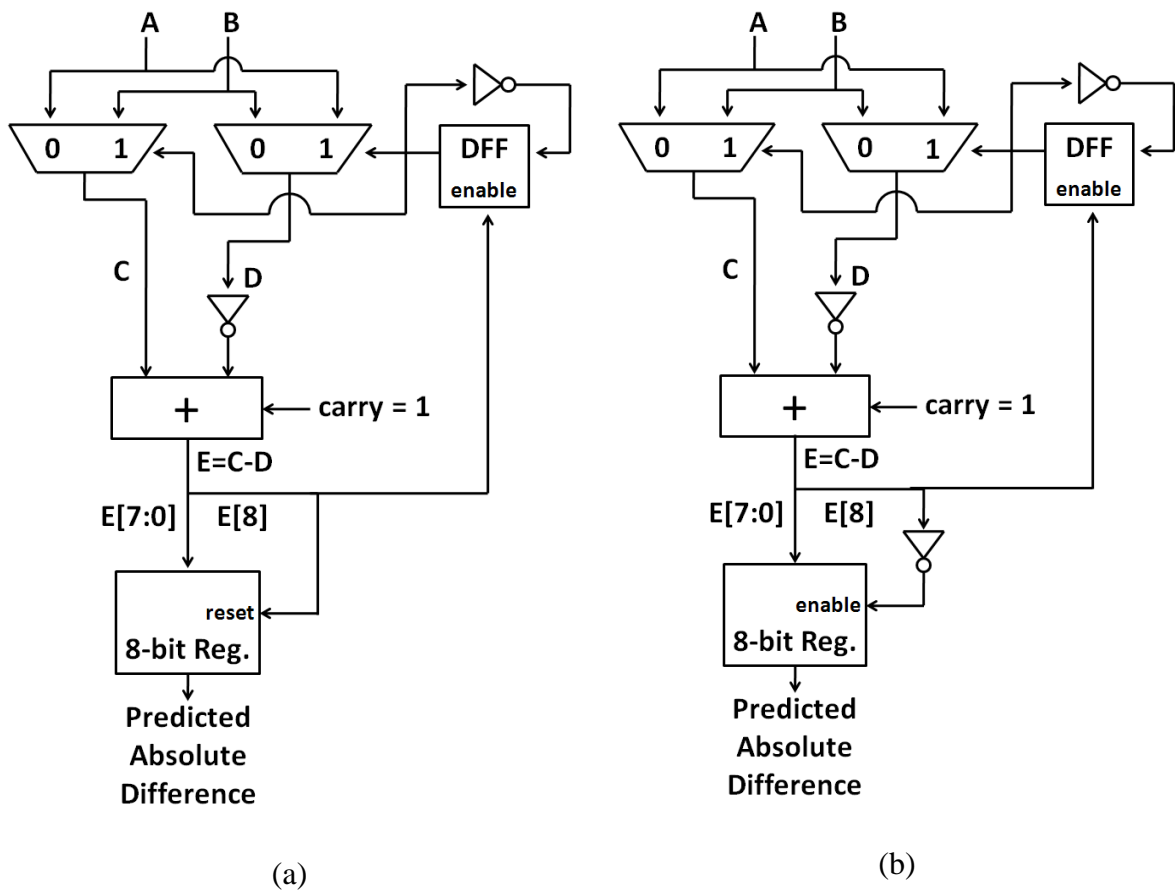 A B
0 1 0 1 DFF
enable
C D
+ carry = 1
E=C-D
E[7:0] E[8]
reset
8-bit Reg.
Predicted
Absolute
Difference
(a)
A B
0 1 0 1 DFF
enable
C D
+ carry = 1
E=C-D
E[7:0] E[8]
enable
8-bit Reg.
Predicted
Absolute
Difference
(b)